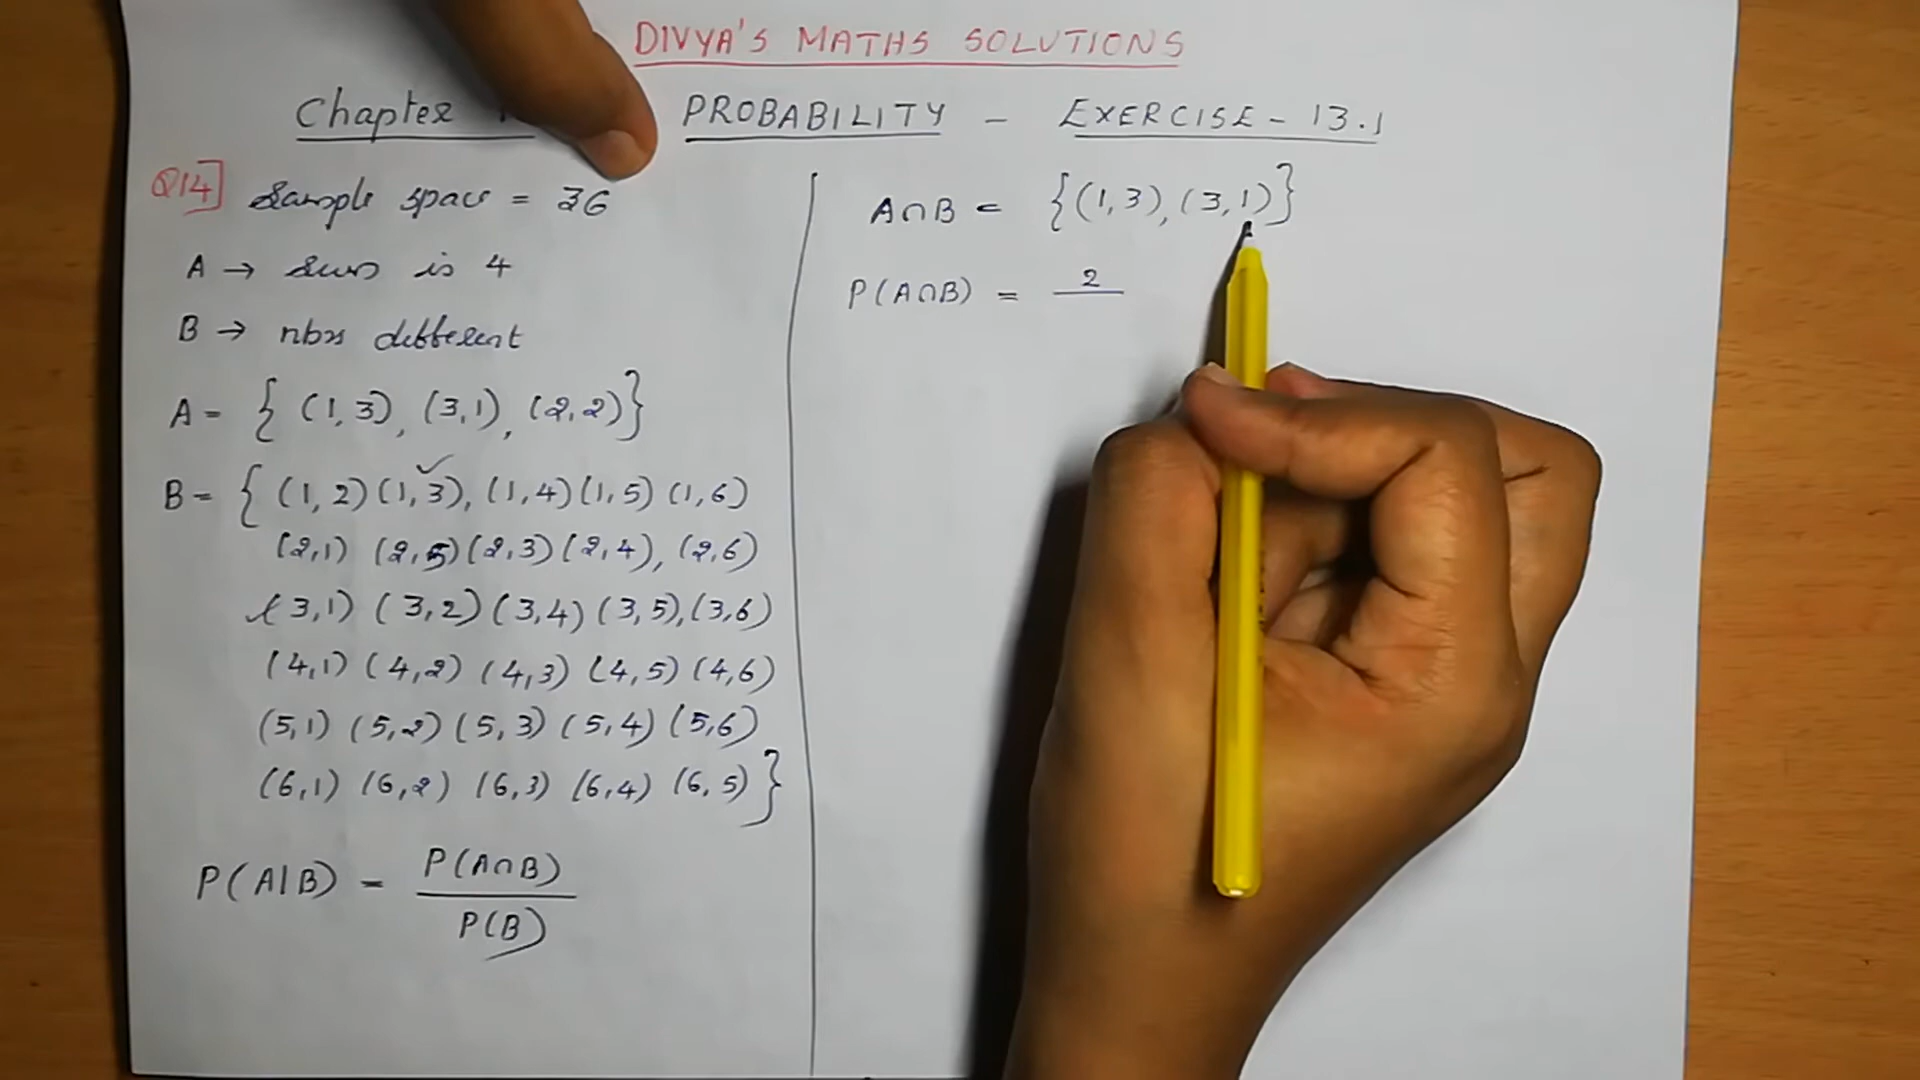 DIVYA'S MATHS SOLUTIONS
Chapter PROBABILITY - EXERCISE - 13.1
Q14] Sample space = 36
A → sum is 4
B → nbrs different
A = { (1,3), (3,1), (2,2)}
B = { (1,2) (1,3), (1,4) (1,5) (1,6)
(2,1) (2,5) (2,3) (2,4), (2,6)
(3,1) (3,2) (3,4) (3,5), (3,6)
(4,1) (4,2) (4,3) (4,5) (4,6)
(5,1) (5,2) (5,3) (5,4) (5,6)
(6,1) (6,2) (6,3) (6,4) (6,5) }
P(A|B) = P(A∩B)
P(B)
A∩B = {(1,3), (3,1)}
P(A∩B) = 2